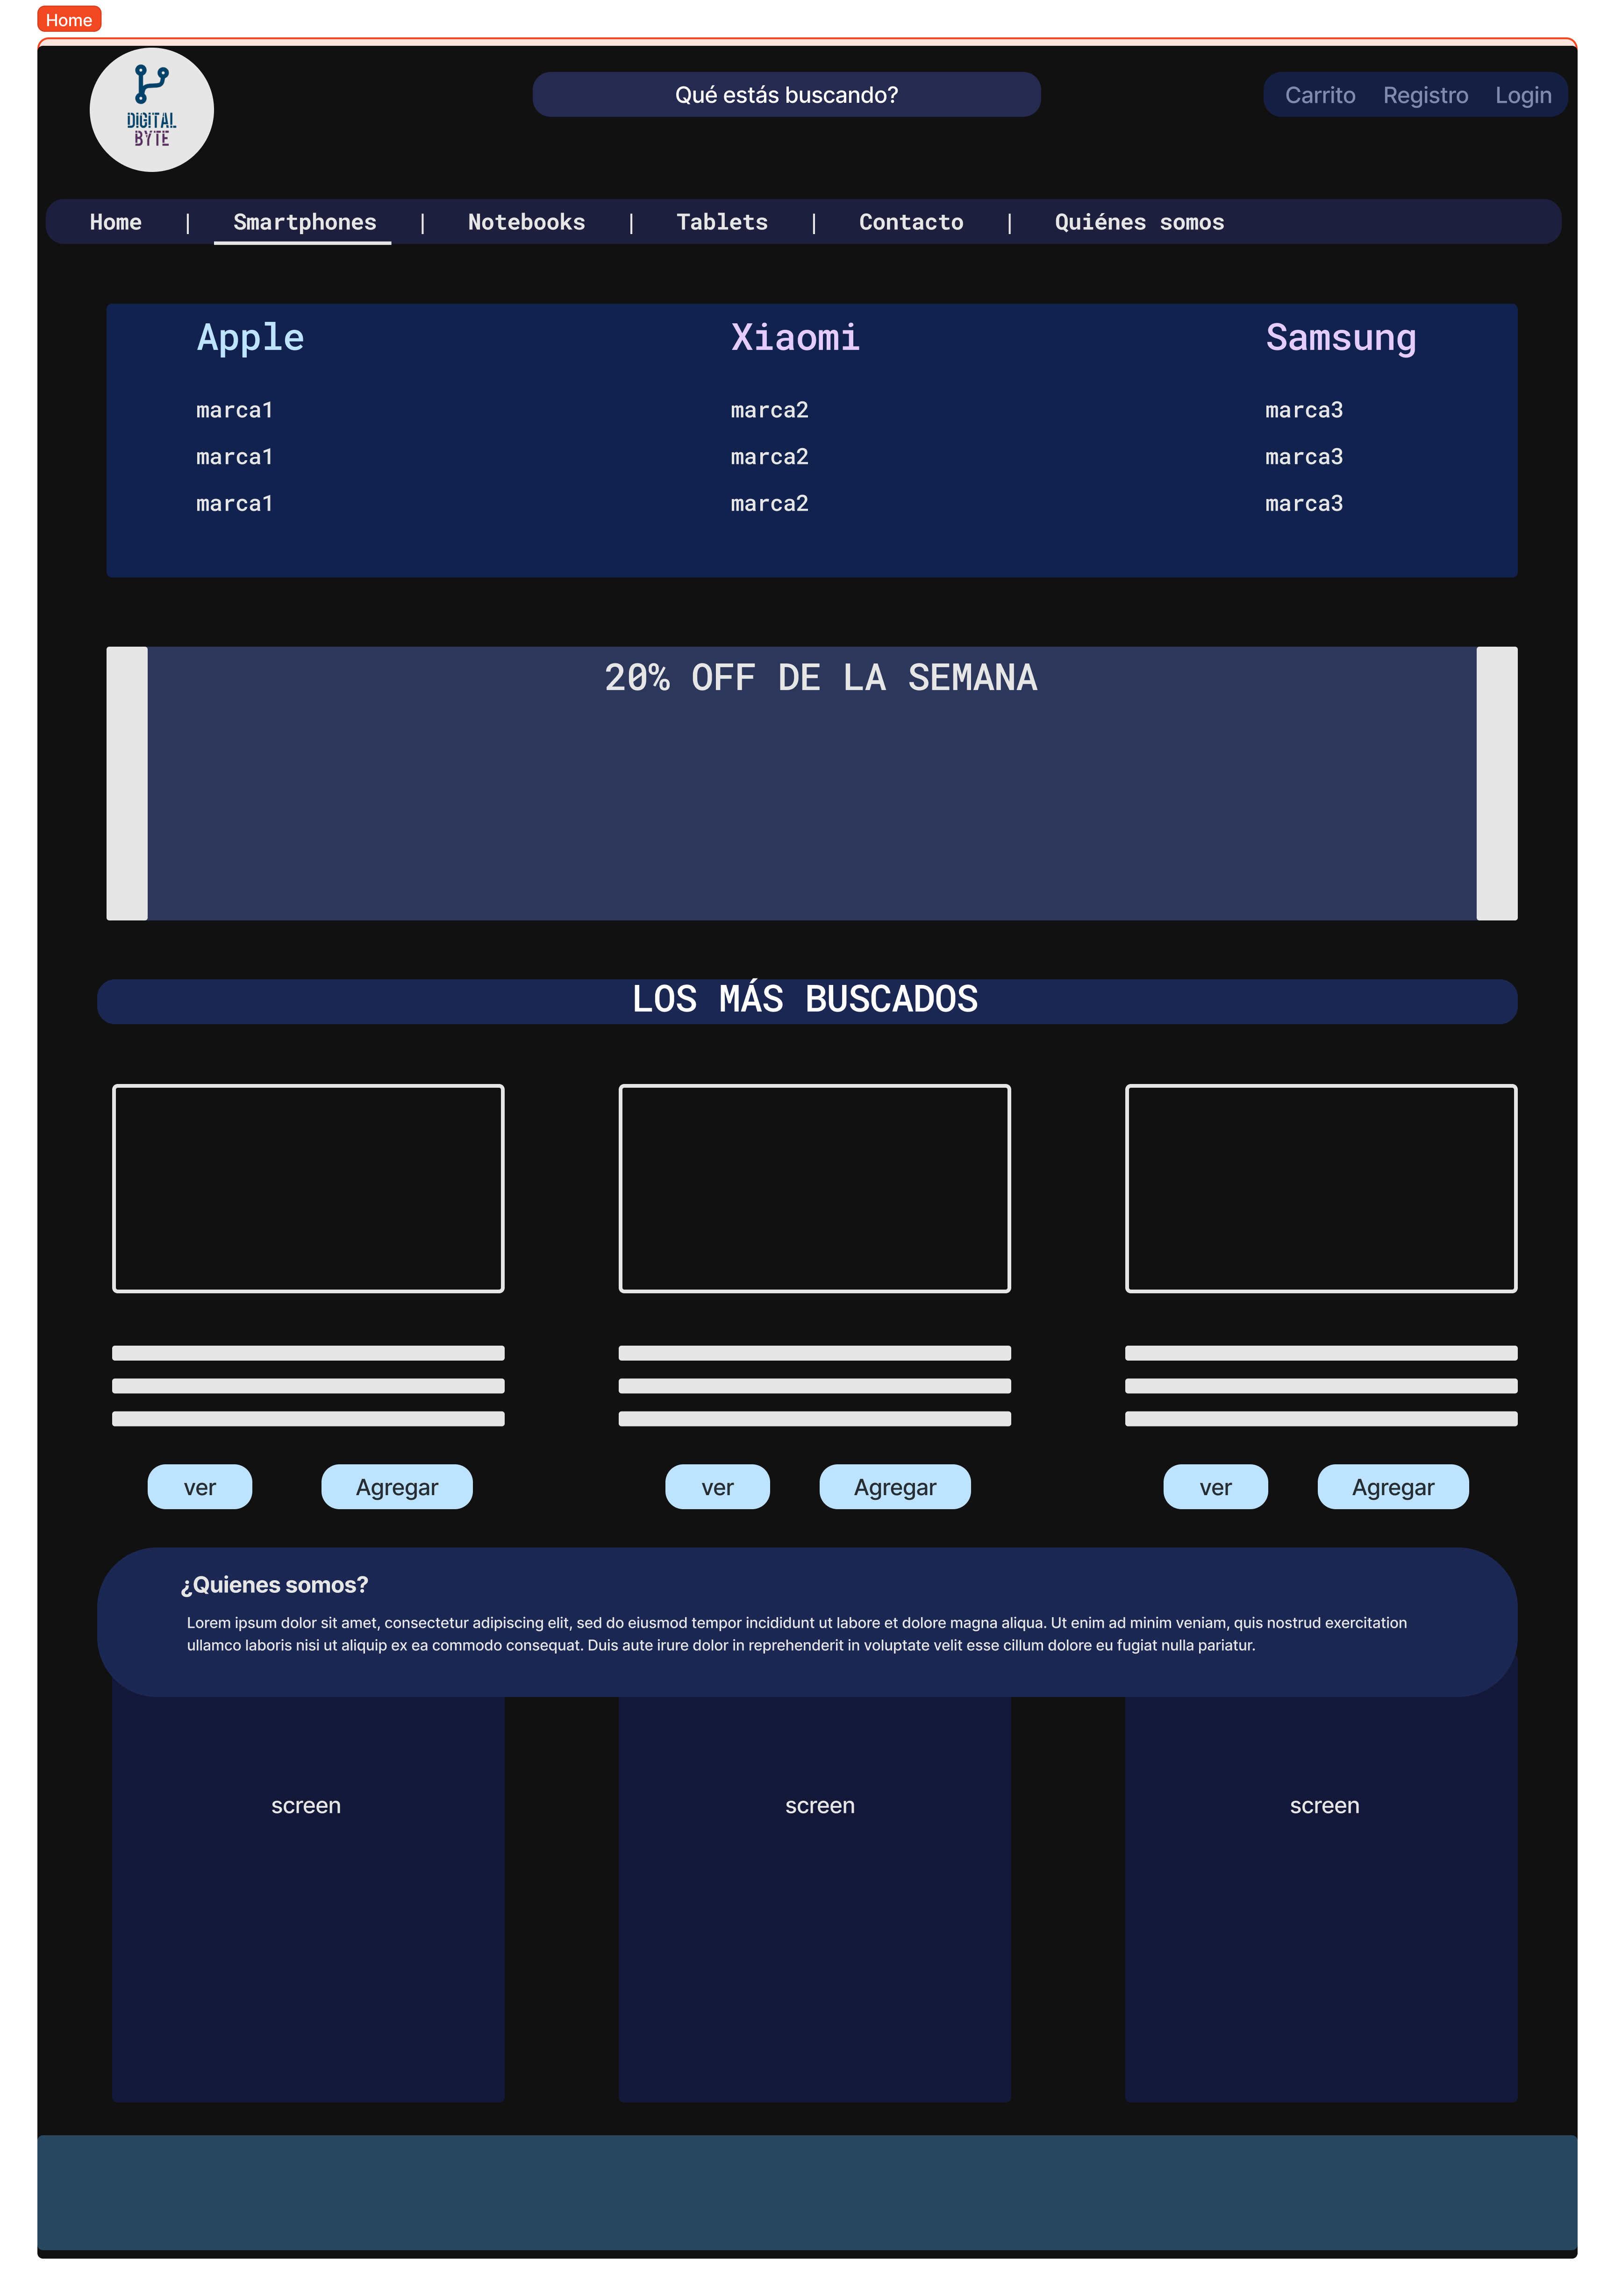 Home
DIGITAL
BYTE
Qué estás buscando?
Carrito Registro Login
Home | Smartphones | Notebooks | Tablets | Contacto | Quiénes somos
Apple Xiaomi Samsung
marca1 marca2 marca3
marca1 marca2 marca3
marca1 marca2 marca3
20% OFF DE LA SEMANA
LOS MÁS BUSCADOS
ver Agregar ver Agregar ver Agregar
¿Quienes somos?
Lorem ipsum dolor sit amet, consectetur adipiscing elit, sed do eiusmod tempor incididunt ut labore et dolore magna aliqua. Ut enim ad minim veniam, quis nostrud exercitation
ullamco laboris nisi ut aliquip ex ea commodo consequat. Duis aute irure dolor in reprehenderit in voluptate velit esse cillum dolore eu fugiat nulla pariatur.
screen screen screen